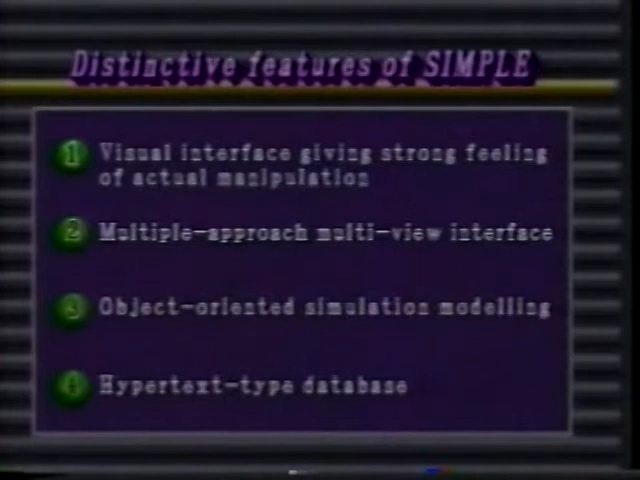 Distinctive features of SIMPLE
1 Visual interface giving strong feeling
of actual manipulation
2 Multiple-approach multi-view interface
3 Object-oriented simulation modelling
4 Hypertext-type database